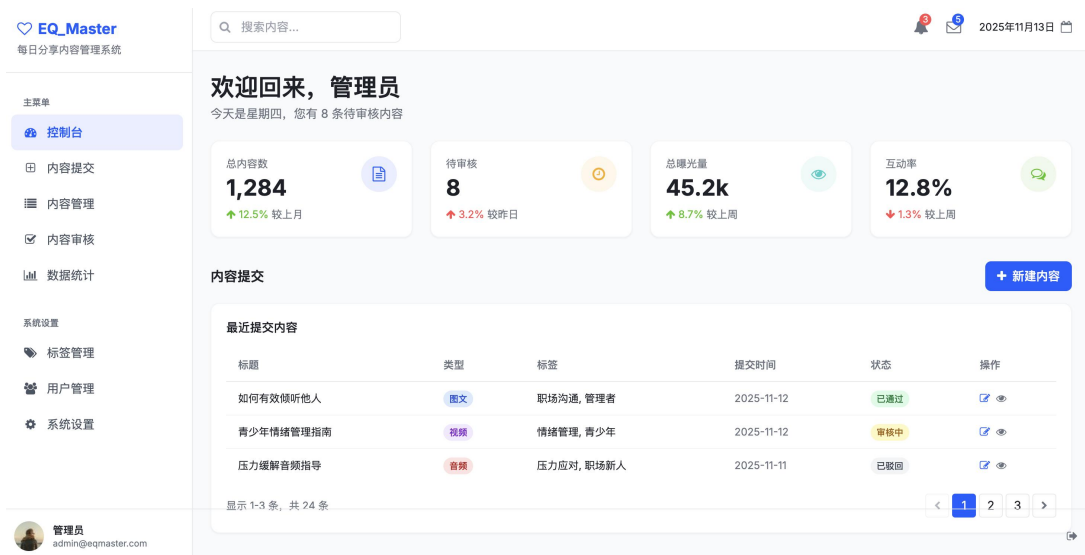 EQ_Master
每日分享内容管理系统
搜索内容...
3
5
2025年11月13日
主菜单
控制台
内容提交
内容管理
内容审核
数据统计
系统设置
标签管理
用户管理
系统设置
管理员
admin@eqmaster.com
欢迎回来，管理员
今天是星期四，您有 8 条待审核内容
总内容数
1,284
12.5% 较上月
待审核
8
3.2% 较昨日
总曝光量
45.2k
8.7% 较上周
互动率
12.8%
1.3% 较上周
内容提交
新建内容
最近提交内容
标题 类型 标签 提交时间 状态 操作
如何有效倾听他人 图文 职场沟通, 管理者 2025-11-12 已通过
青少年情绪管理指南 视频 情绪管理, 青少年 2025-11-12 审核中
压力缓解音频指导 音频 压力应对, 职场新人 2025-11-11 已驳回
显示 1-3 条，共 24 条
1 2 3